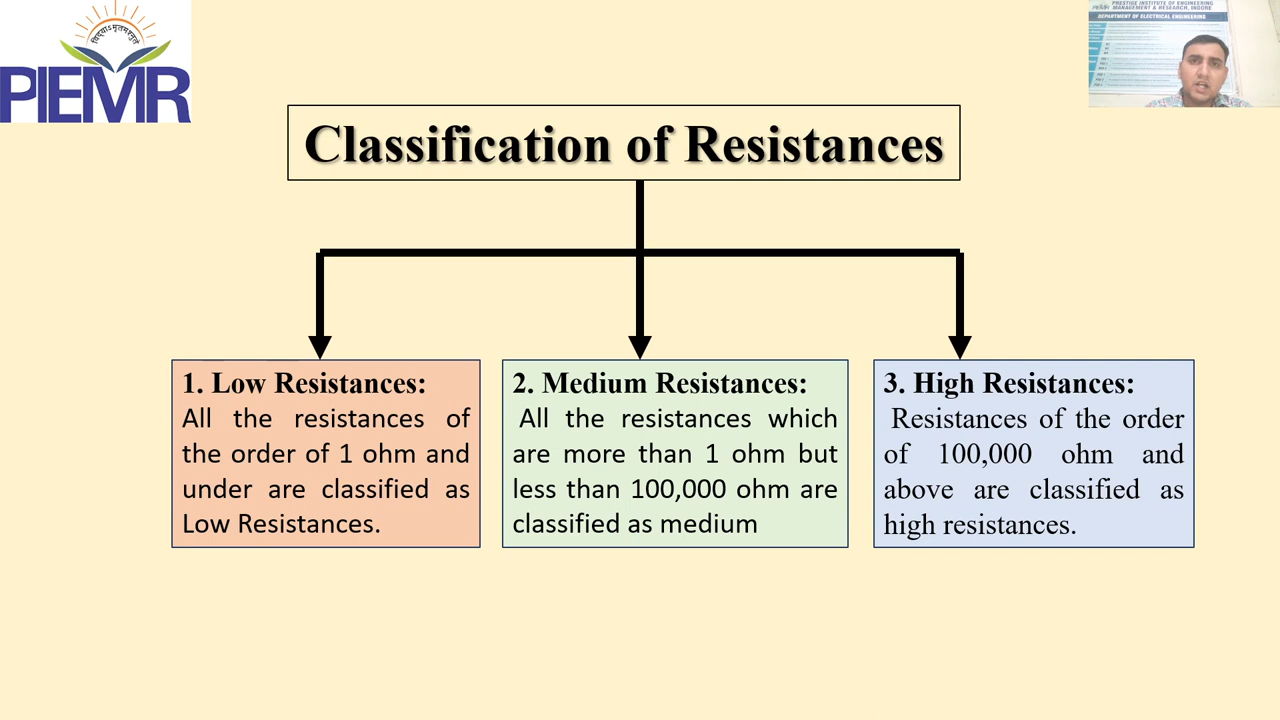 विद्याऽमृतमश्नुते
PIEMR
PRESTIGE INSTITUTE OF ENGINEERING
MANAGEMENT & RESEARCH, INDORE
DEPARTMENT OF ELECTRICAL ENGINEERING
Classification of Resistances
1. Low Resistances:
All the resistances of
the order of 1 ohm and
under are classified as
Low Resistances.
2. Medium Resistances:
All the resistances which
are more than 1 ohm but
less than 100,000 ohm are
classified as medium
3. High Resistances:
Resistances of the order
of 100,000 ohm and
above are classified as
high resistances.